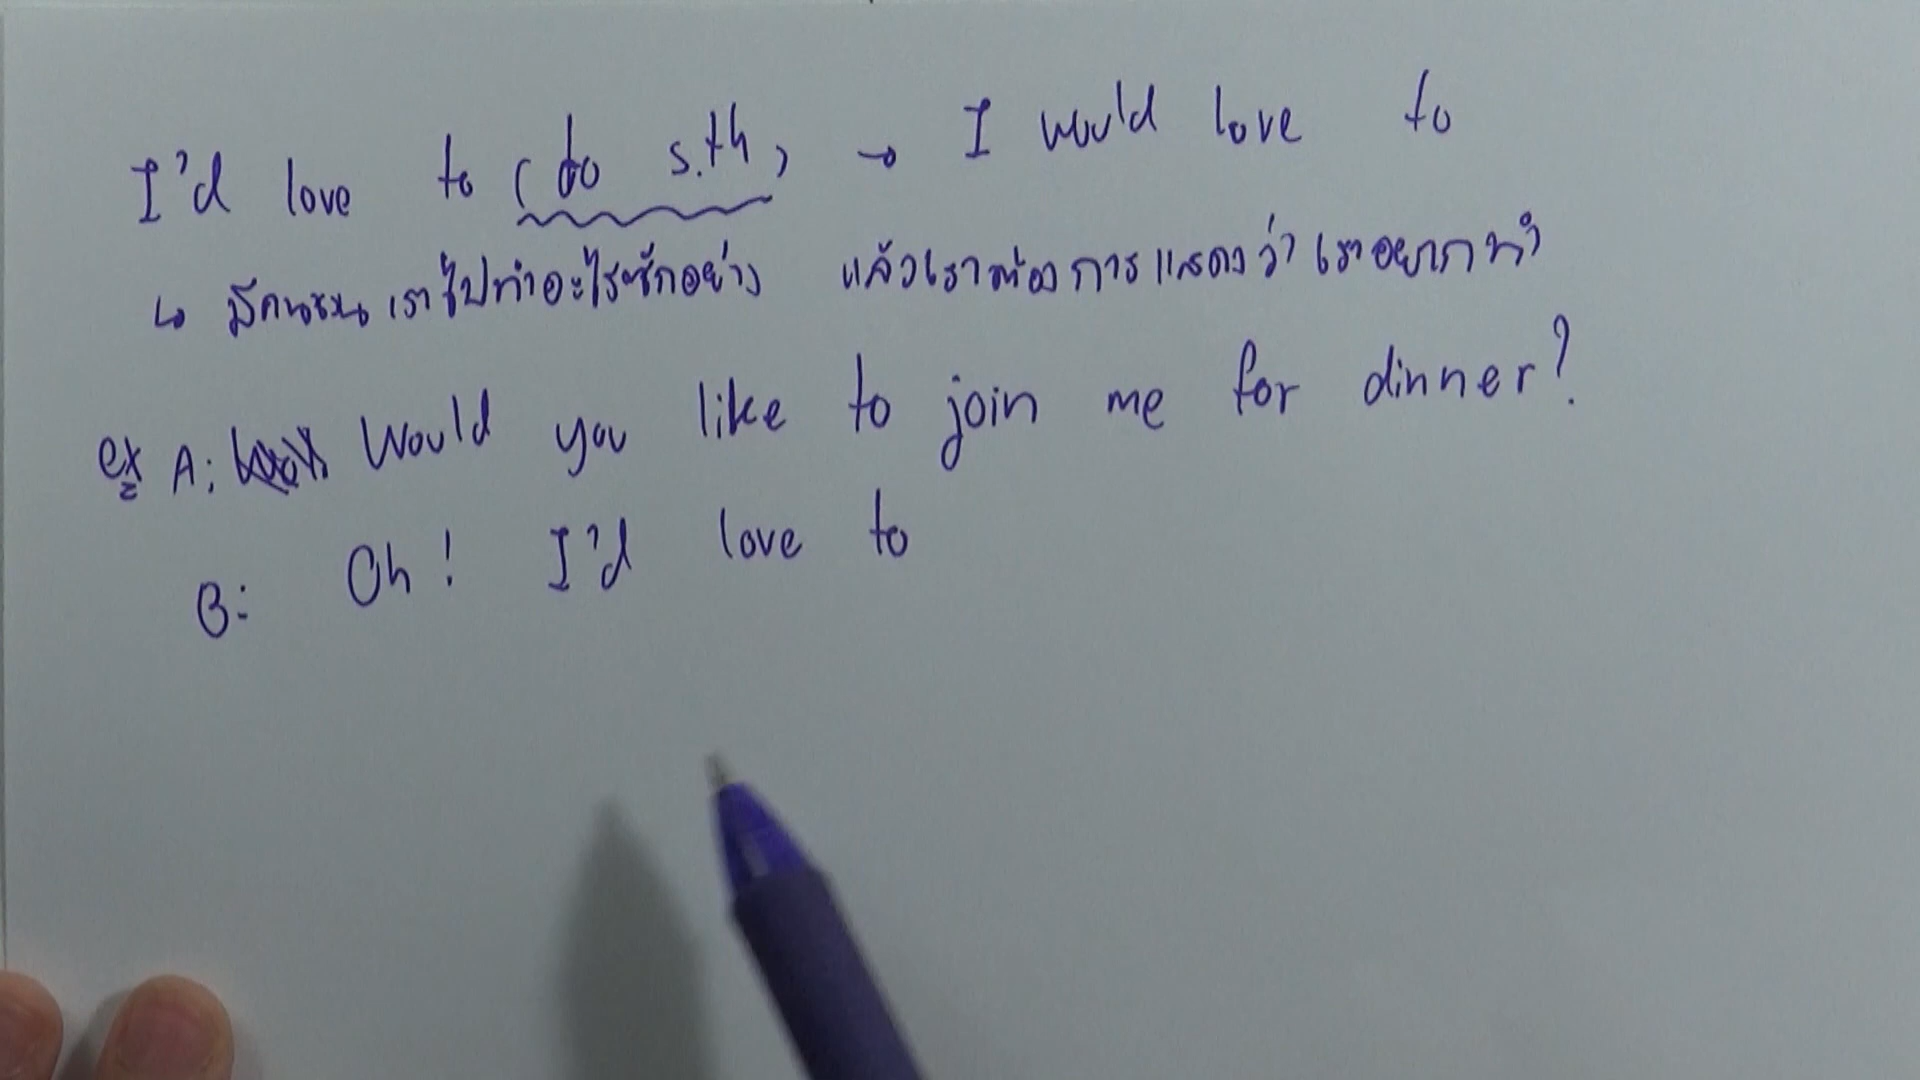 I'd love to (do s.th) → I would love to
↳ มีคนชวนเราไปทำอะไรซักอย่าง แล้วเราต้องการแสดงว่าเราอยากทำ
ex A: Would you like to join me for dinner?
B: Oh! I'd love to